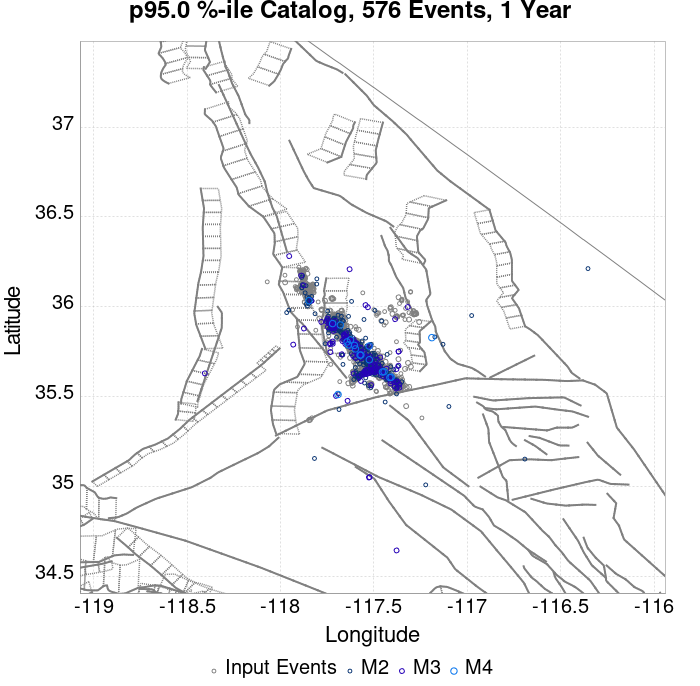 p95.0 %-ile Catalog, 576 Events, 1 Year
37
36.5
36
35.5
35
34.5
Latitude
-119 -118.5 -118 -117.5 -117 -116.5 -116
Longitude
Input Events M2 M3 M4